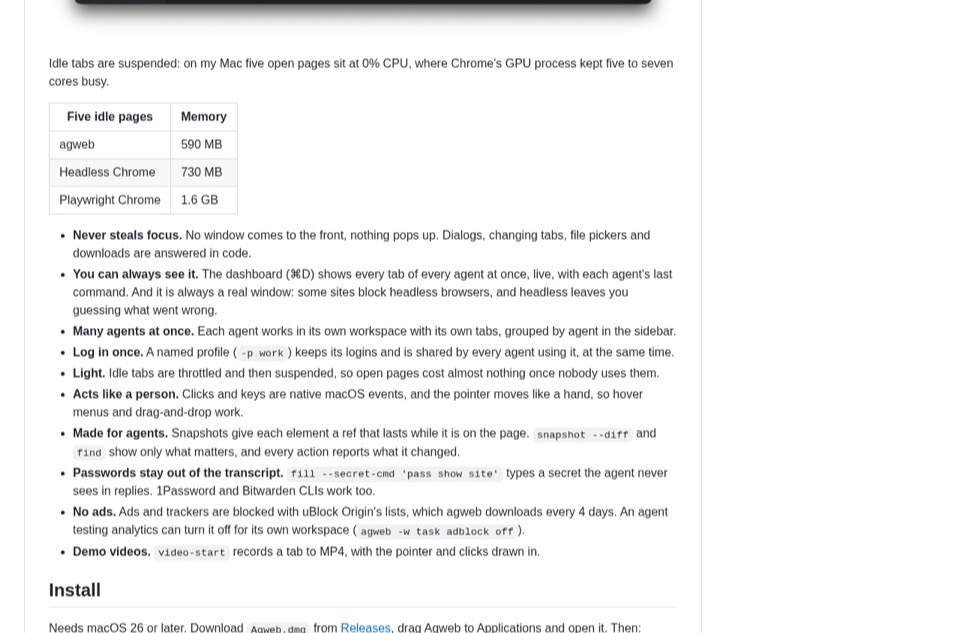 Idle tabs are suspended: on my Mac five open pages sit at 0% CPU, where Chrome's GPU process kept five to seven
cores busy.
Five idle pages Memory
agweb 590 MB
Headless Chrome 730 MB
Playwright Chrome 1.6 GB
• Never steals focus. No window comes to the front, nothing pops up. Dialogs, changing tabs, file pickers and
downloads are answered in code.
• You can always see it. The dashboard (⌘D) shows every tab of every agent at once, live, with each agent's last
command. And it is always a real window: some sites block headless browsers, and headless leaves you
guessing what went wrong.
• Many agents at once. Each agent works in its own workspace with its own tabs, grouped by agent in the sidebar.
• Log in once. A named profile ( -p work ) keeps its logins and is shared by every agent using it, at the same time.
• Light. Idle tabs are throttled and then suspended, so open pages cost almost nothing once nobody uses them.
• Acts like a person. Clicks and keys are native macOS events, and the pointer moves like a hand, so hover
menus and drag-and-drop work.
• Made for agents. Snapshots give each element a ref that lasts while it is on the page. snapshot --diff and
find show only what matters, and every action reports what it changed.
• Passwords stay out of the transcript. fill --secret-cmd 'pass show site' types a secret the agent never
sees in replies. 1Password and Bitwarden CLIs work too.
• No ads. Ads and trackers are blocked with uBlock Origin's lists, which agweb downloads every 4 days. An agent
testing analytics can turn it off for its own workspace ( agweb -w task adblock off ).
• Demo videos. video-start records a tab to MP4, with the pointer and clicks drawn in.
Install
Needs macOS 26 or later. Download Agweb.dmg from Releases, drag Agweb to Applications and open it. Then: